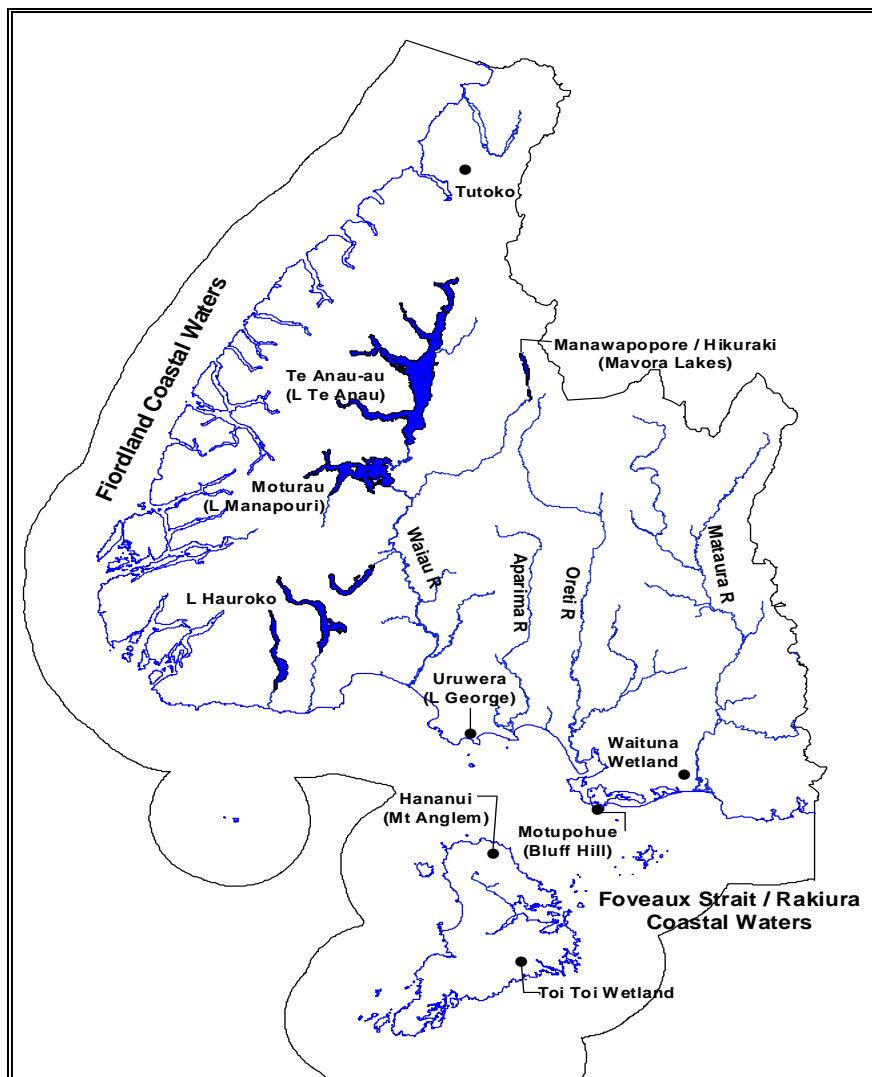 Tutoko
Fiordland Coastal Waters
Manawapopore / Hikuraki
(Mavora Lakes)
Te Anau-au
(L Te Anau)
Moturau
(L Manapouri)
Waiau R
Aparima R
Oreti R
Mataura R
L Hauroko
Uruwera
(L George)
Waituna
Wetland
Hananui
(Mt Anglem)
Motupohue
(Bluff Hill)
Foveaux Strait / Rakiura
Coastal Waters
Toi Toi Wetland